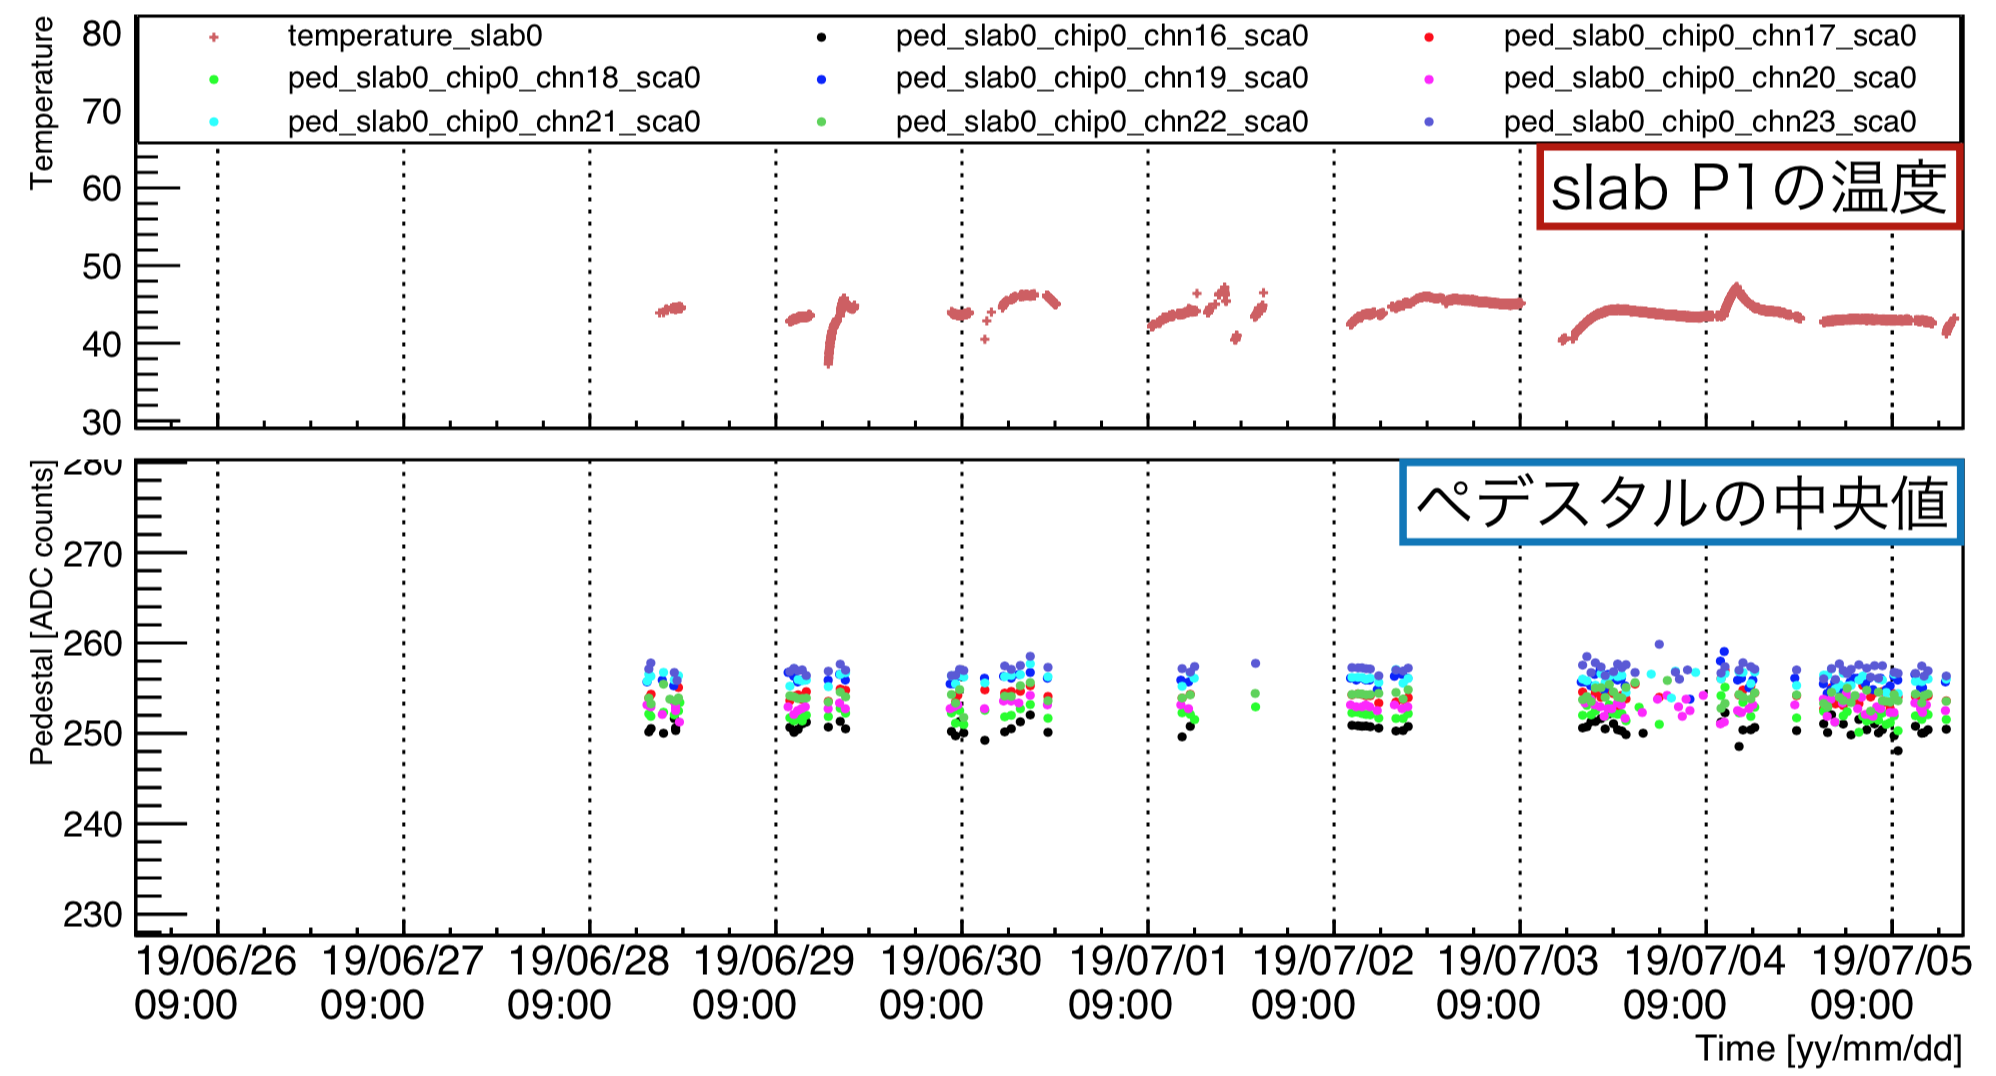 Temperature
80
70
60
50
40
30
temperature_slab0 ped_slab0_chip0_chn16_sca0 ped_slab0_chip0_chn17_sca0
ped_slab0_chip0_chn18_sca0 ped_slab0_chip0_chn19_sca0 ped_slab0_chip0_chn20_sca0
ped_slab0_chip0_chn21_sca0 ped_slab0_chip0_chn22_sca0 ped_slab0_chip0_chn23_sca0
slab P1の温度
Pedestal [ADC counts]
280
270
260
250
240
230
ペデスタルの中央値
19/06/26 19/06/27 19/06/28 19/06/29 19/06/30 19/07/01 19/07/02 19/07/03 19/07/04 19/07/05
09:00 09:00 09:00 09:00 09:00 09:00 09:00 09:00 09:00 09:00
Time [yy/mm/dd]